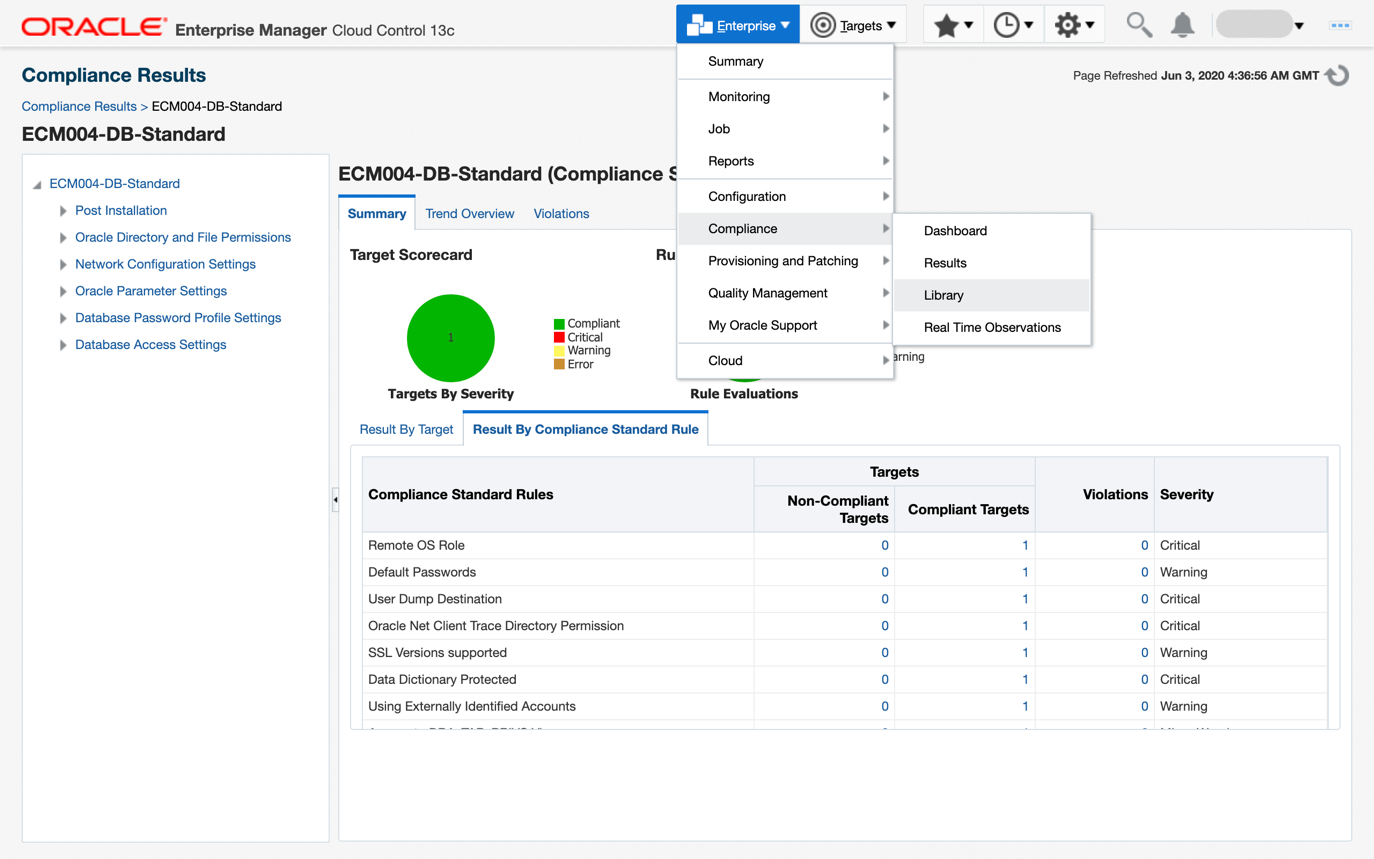 ORACLE® Enterprise Manager Cloud Control 13c
Enterprise
Targets
Compliance Results
Page Refreshed Jun 3, 2020 4:36:56 AM GMT
Compliance Results > ECM004-DB-Standard
ECM004-DB-Standard
ECM004-DB-Standard
Post Installation
Oracle Directory and File Permissions
Network Configuration Settings
Oracle Parameter Settings
Database Password Profile Settings
Database Access Settings
Summary
Monitoring
Job
Reports
Configuration
Compliance
Provisioning and Patching
Quality Management
My Oracle Support
Cloud
Dashboard
Results
Library
Real Time Observations
ECM004-DB-Standard (Compliance S
Summary
Trend Overview
Violations
Target Scorecard
Ru
1
Compliant
Critical
Warning
Error
arning
Targets By Severity
Rule Evaluations
Result By Target
Result By Compliance Standard Rule
Compliance Standard Rules
Targets
Non-Compliant
Targets
Compliant Targets
Violations
Severity
Remote OS Role 0 1 0 Critical
Default Passwords 0 1 0 Warning
User Dump Destination 0 1 0 Critical
Oracle Net Client Trace Directory Permission 0 1 0 Critical
SSL Versions supported 0 1 0 Warning
Data Dictionary Protected 0 1 0 Critical
Using Externally Identified Accounts 0 1 0 Warning